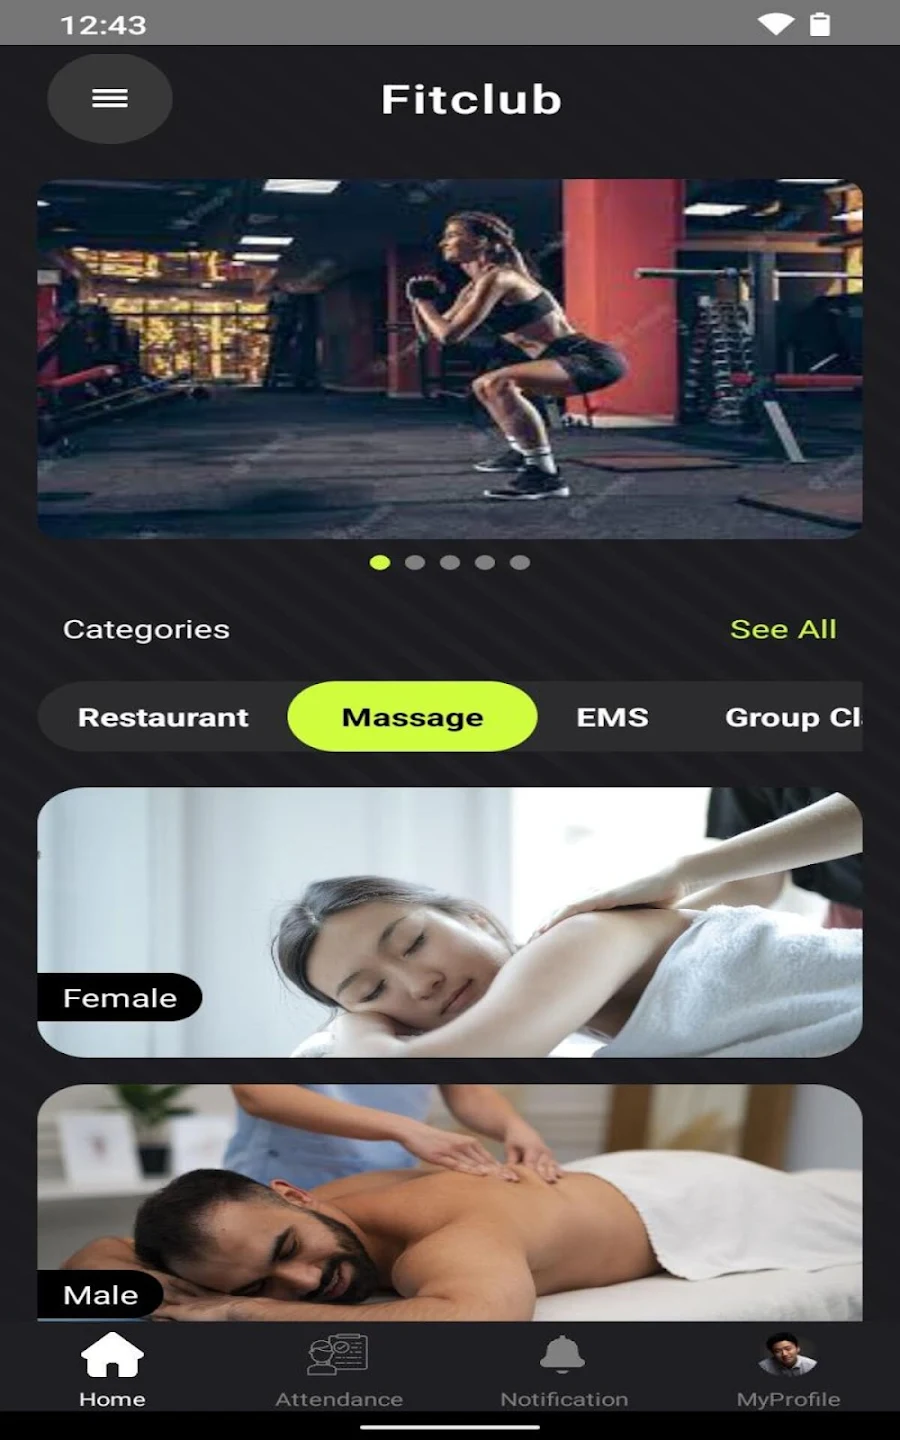 12:43
Fitclub
Categories
See All
Restaurant
Massage
EMS
Group Cl
Female
Male
Home
Attendance
Notification
MyProfile